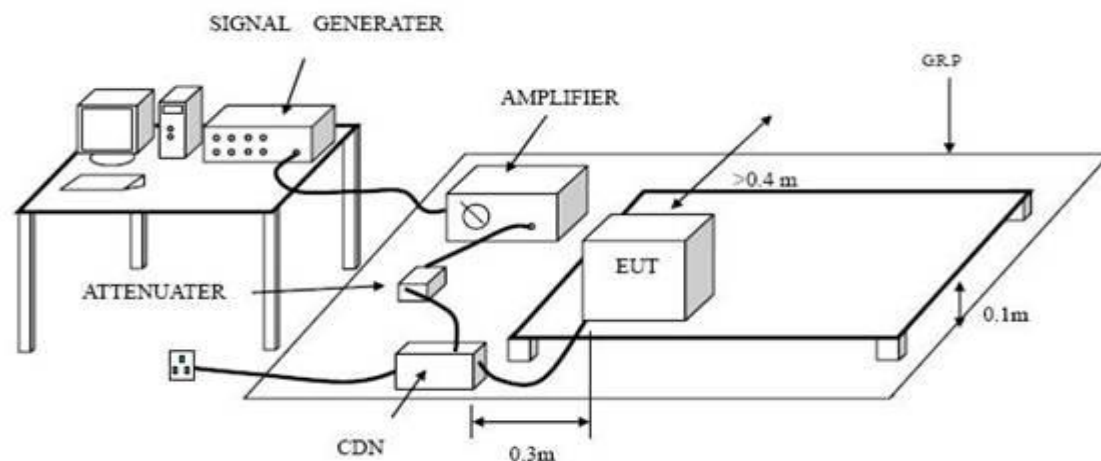 SIGNAL GENERATER
GRP
AMPLIFIER
>0.4 m
EUT
ATTENUATER
0.1m
CDN
0.3m